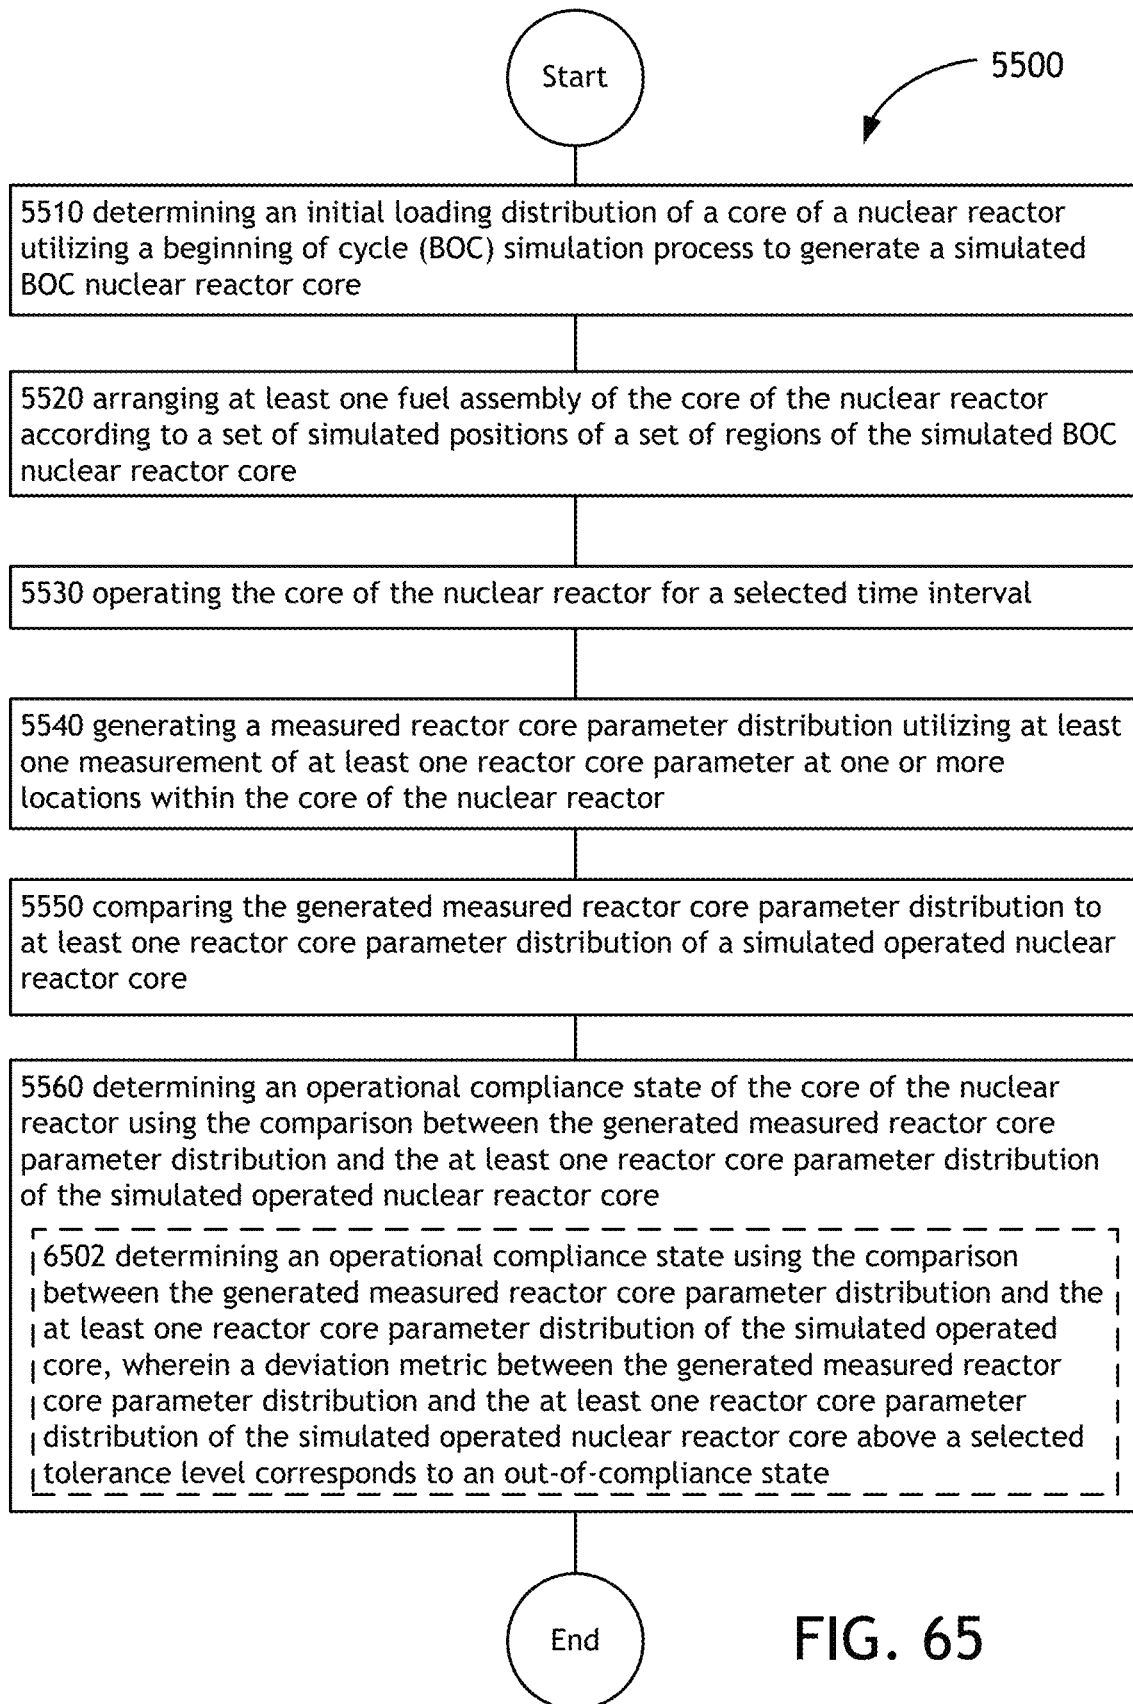 Start
5500
5510 determining an initial loading distribution of a core of a nuclear reactor
utilizing a beginning of cycle (BOC) simulation process to generate a simulated
BOC nuclear reactor core
5520 arranging at least one fuel assembly of the core of the nuclear reactor
according to a set of simulated positions of a set of regions of the simulated BOC
nuclear reactor core
5530 operating the core of the nuclear reactor for a selected time interval
5540 generating a measured reactor core parameter distribution utilizing at least
one measurement of at least one reactor core parameter at one or more
locations within the core of the nuclear reactor
5550 comparing the generated measured reactor core parameter distribution to
at least one reactor core parameter distribution of a simulated operated nuclear
reactor core
5560 determining an operational compliance state of the core of the nuclear
reactor using the comparison between the generated measured reactor core
parameter distribution and the at least one reactor core parameter distribution
of the simulated operated nuclear reactor core
6502 determining an operational compliance state using the comparison
between the generated measured reactor core parameter distribution and the
at least one reactor core parameter distribution of the simulated operated
core, wherein a deviation metric between the generated measured reactor
core parameter distribution and the at least one reactor core parameter
distribution of the simulated operated nuclear reactor core above a selected
tolerance level corresponds to an out-of-compliance state
End
FIG. 65